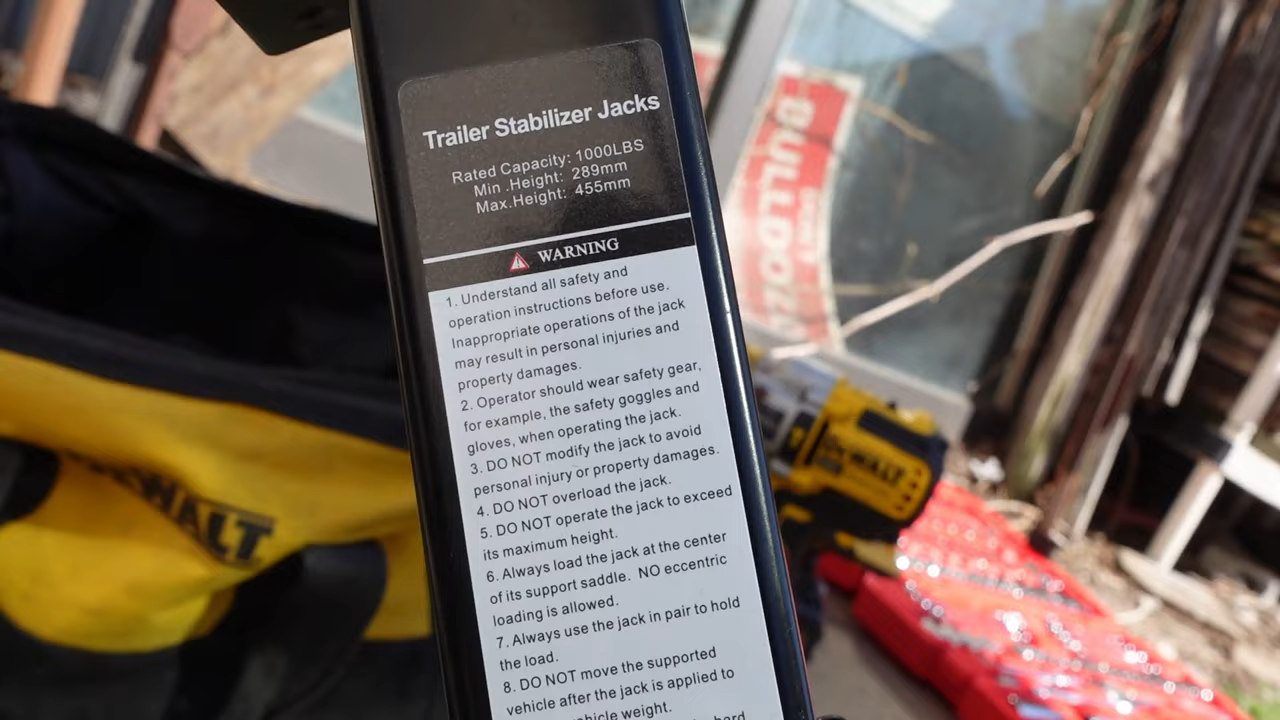 Trailer Stabilizer Jacks
Rated Capacity: 1000LBS
Min .Height: 289mm
Max.Height: 455mm
WARNING
1. Understand all safety and
operation instructions before use.
Inappropriate operations of the jack
may result in personal injuries and
property damages.
2. Operator should wear safety gear,
for example, the safety goggles and
gloves, when operating the jack.
3. DO NOT modify the jack to avoid
personal injury or property damages.
4. DO NOT overload the jack.
5. DO NOT operate the jack to exceed
its maximum height.
6. Always load the jack at the center
of its support saddle. NO eccentric
loading is allowed.
7. Always use the jack in pair to hold
the load.
8. DO NOT move the supported
vehicle after the jack is applied to
vehicle weight.
hard
BULLDOZ
DEWALT
DEWALT